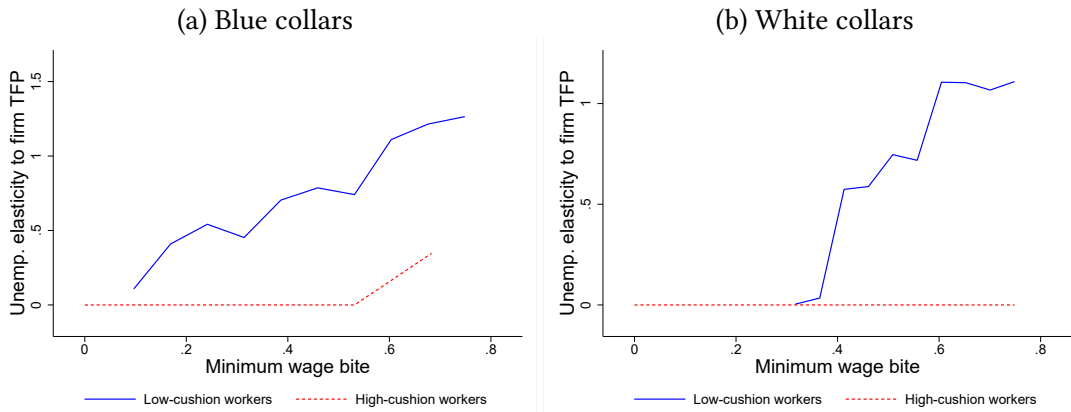 (a) Blue collars
Unemp. elasticity to firm TFP
1.5
1
.5
0
0 .2 .4 .6 .8
Minimum wage bite
Low-cushion workers High-cushion workers
(b) White collars
Unemp. elasticity to firm TFP
1
.5
0
0 .2 .4 .6 .8
Minimum wage bite
Low-cushion workers High-cushion workers